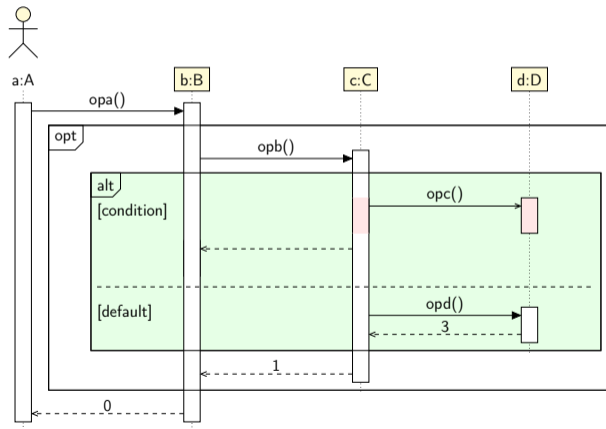 a:A
b:B
c:C
d:D
opa()
opt
opb()
alt
[condition]
opc()
[default]
opd()
3
1
0